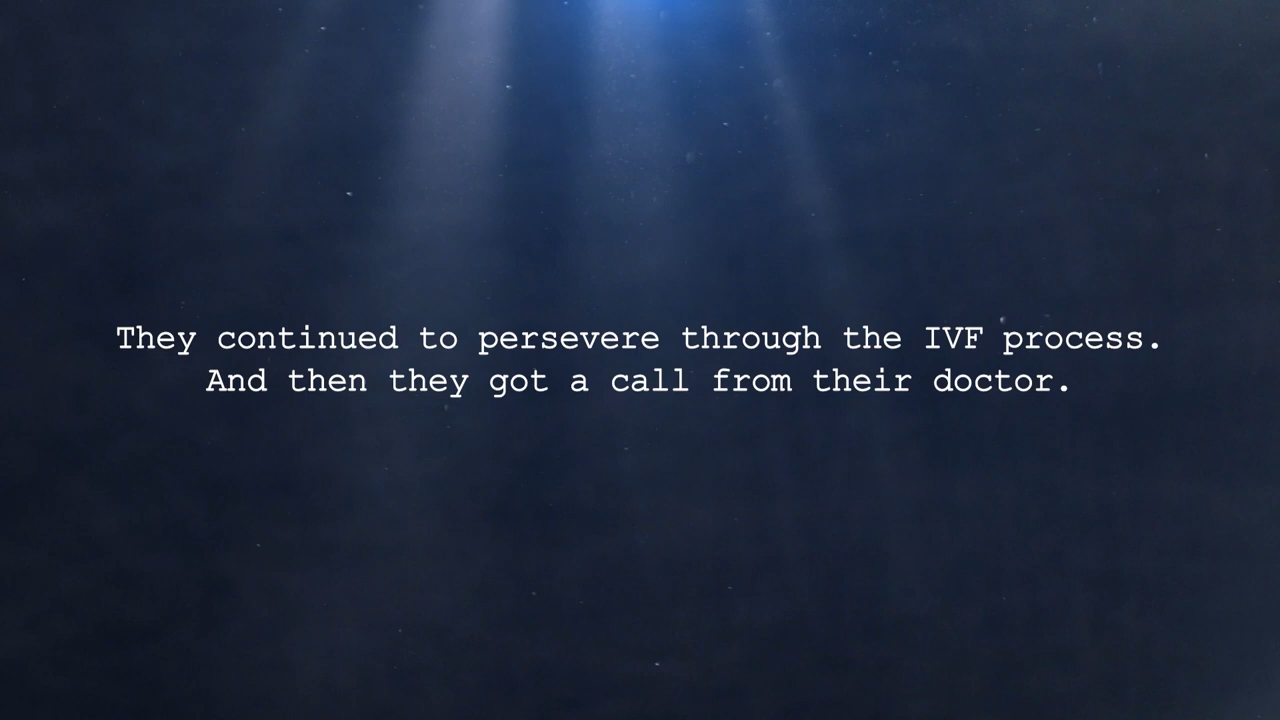 They continued to persevere through the IVF process.
And then they got a call from their doctor.